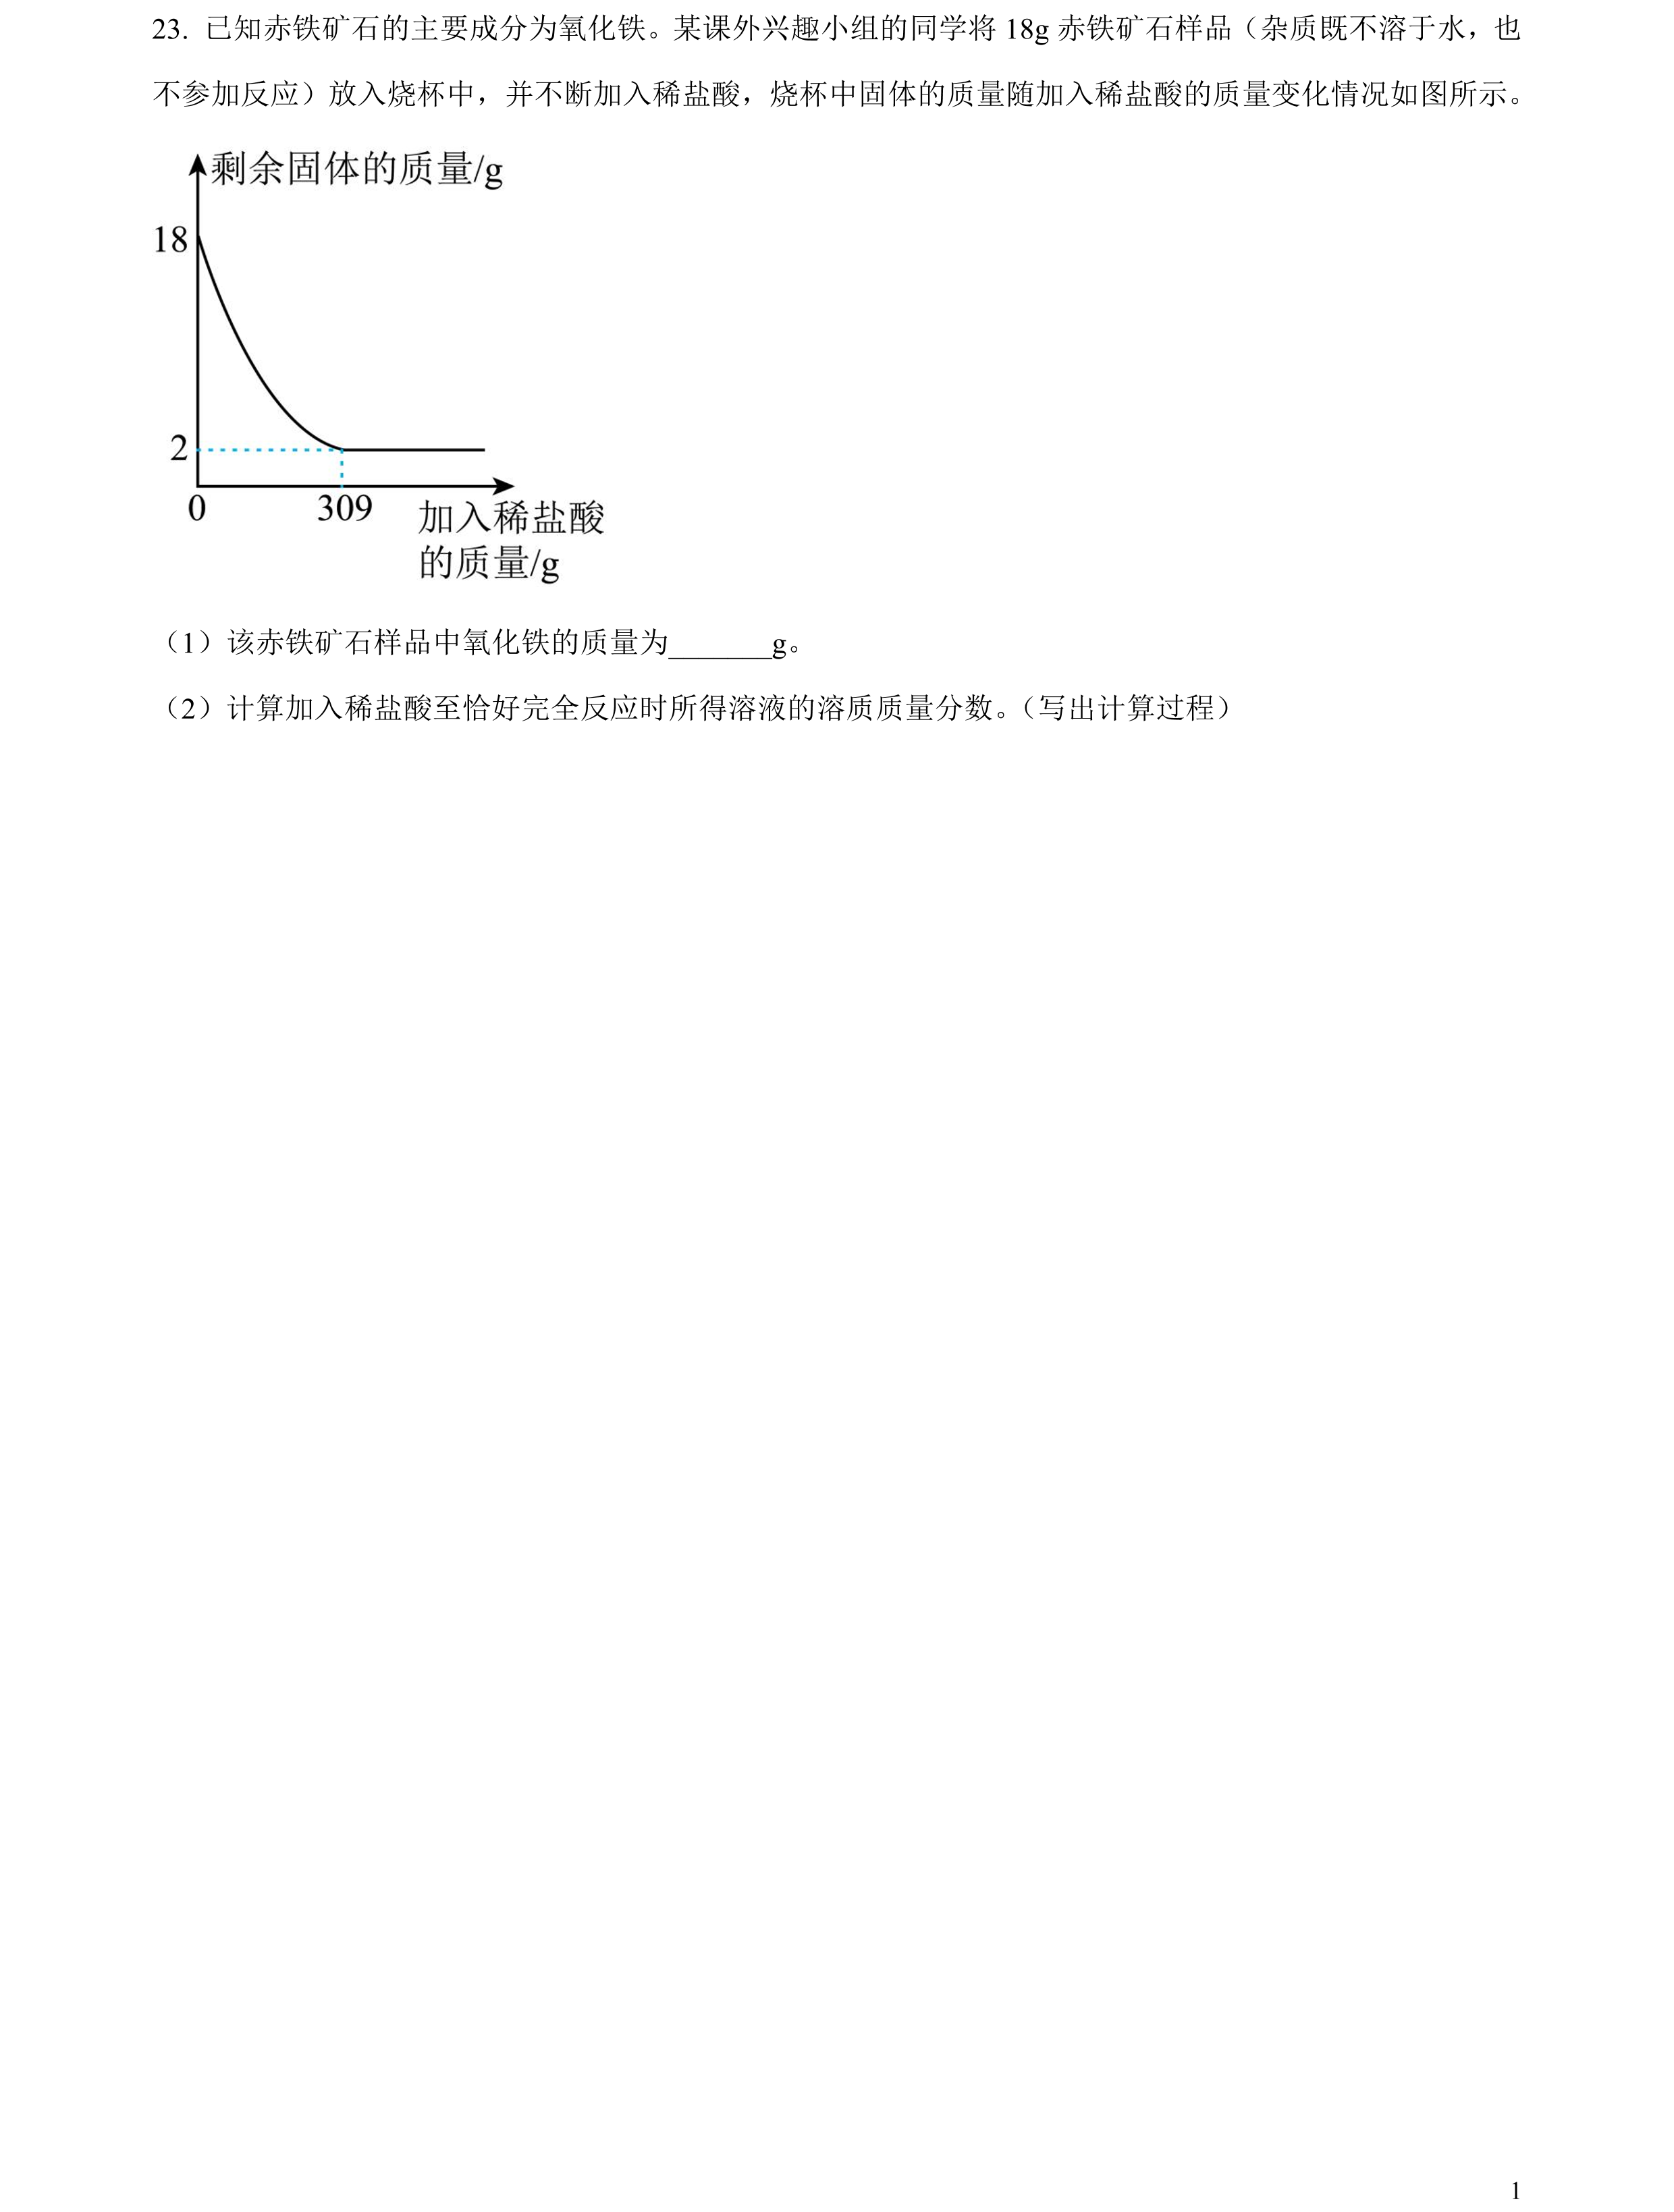 23. 已知赤铁矿石的主要成分为氧化铁。某课外兴趣小组的同学将 18g 赤铁矿石样品（杂质既不溶于水，也
不参加反应）放入烧杯中，并不断加入稀盐酸，烧杯中固体的质量随加入稀盐酸的质量变化情况如图所示。
剩余固体的质量/g
18
2
0
309
加入稀盐酸
的质量/g
（1）该赤铁矿石样品中氧化铁的质量为_______g。
（2）计算加入稀盐酸至恰好完全反应时所得溶液的溶质质量分数。（写出计算过程）
1